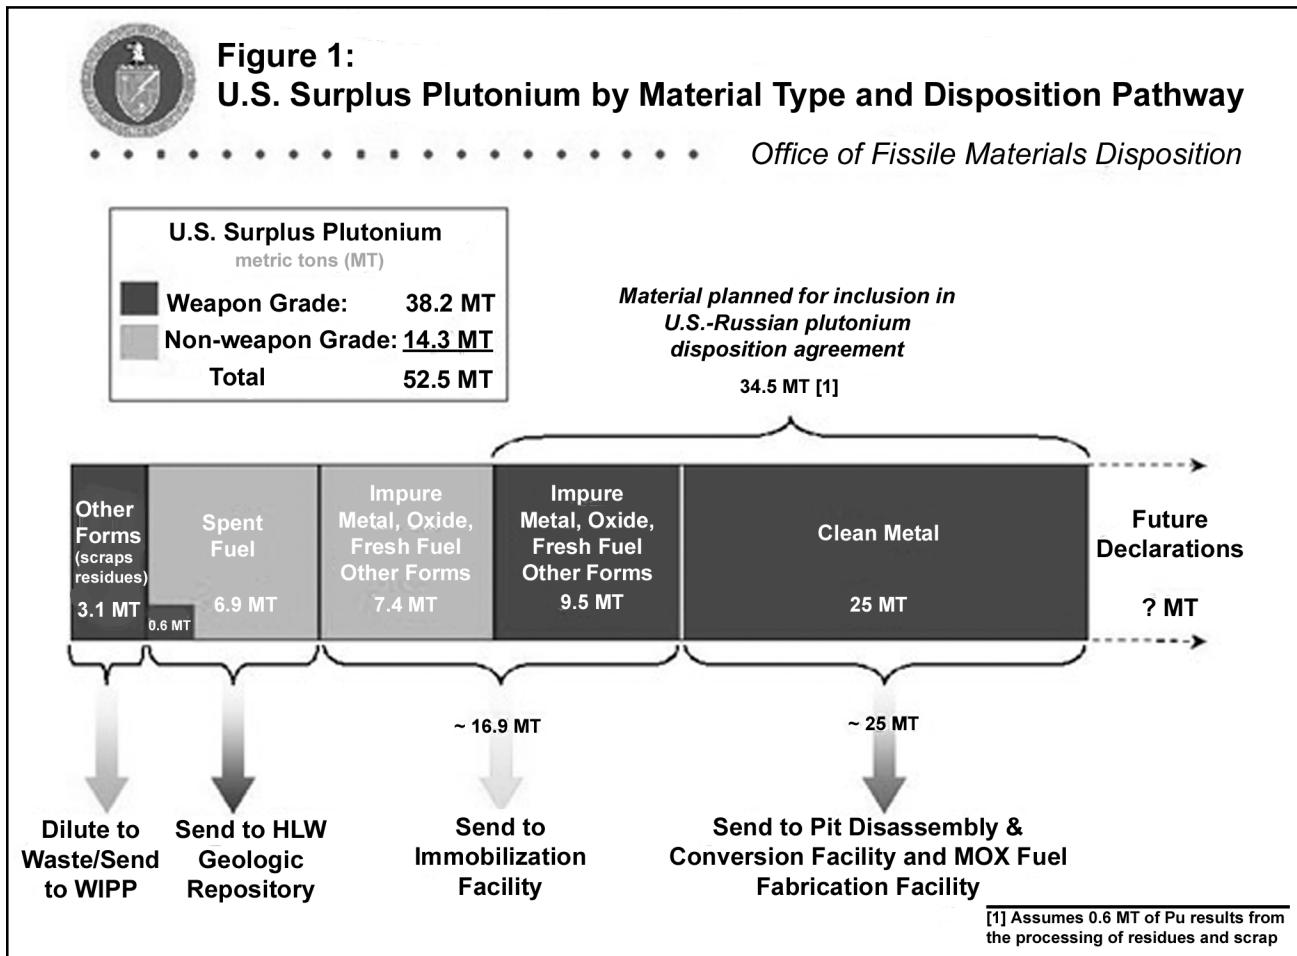 Figure 1:
U.S. Surplus Plutonium by Material Type and Disposition Pathway
Office of Fissile Materials Disposition
U.S. Surplus Plutonium
metric tons (MT)
Weapon Grade: 38.2 MT
Non-weapon Grade: 14.3 MT
Total 52.5 MT
Material planned for inclusion in
U.S.-Russian plutonium
disposition agreement
34.5 MT [1]
Other
Forms
(scraps
residues)
3.1 MT
Spent
Fuel
6.9 MT
0.6 MT
Impure
Metal, Oxide,
Fresh Fuel
Other Forms
7.4 MT
Impure
Metal, Oxide,
Fresh Fuel
Other Forms
9.5 MT
Clean Metal
25 MT
Future
Declarations
? MT
~ 16.9 MT
~ 25 MT
Dilute to
Waste/Send
to WIPP
Send to HLW
Geologic
Repository
Send to
Immobilization
Facility
Send to Pit Disassembly &
Conversion Facility and MOX Fuel
Fabrication Facility
[1] Assumes 0.6 MT of Pu results from
the processing of residues and scrap